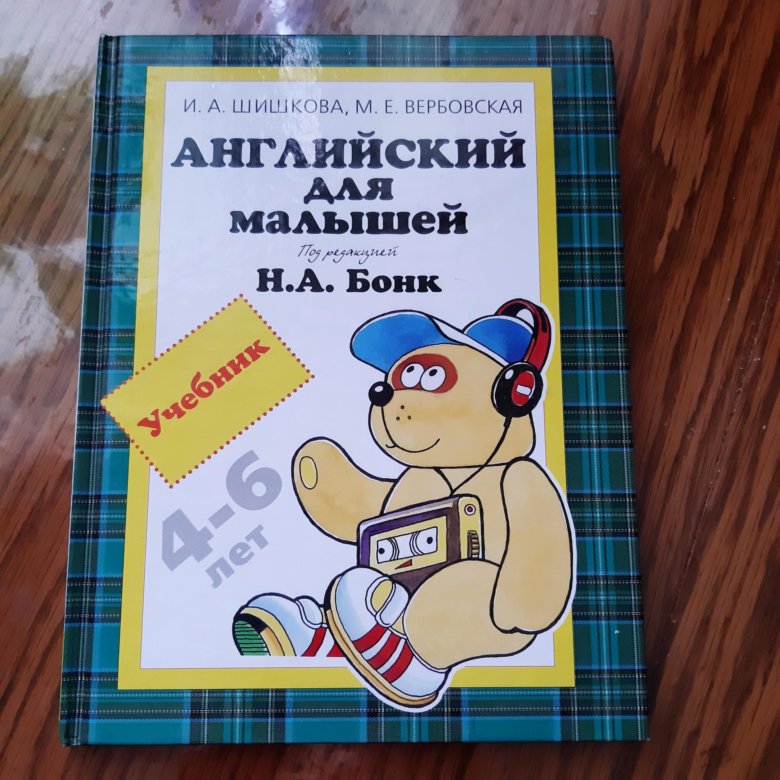 И. А. ШИШКОВА, М. Е. ВЕРБОВСКАЯ
АНГЛИЙСКИЙ
ДЛЯ
МАЛЫШЕЙ
Под редакцией
Н.А. Бонк
Учебник
4-6
лет